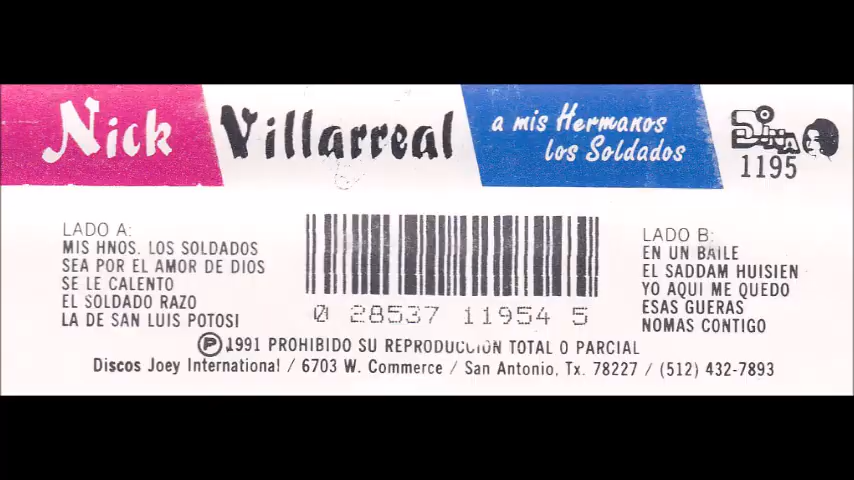 Nick Villarreal
a mis Hermanos
los Soldados
DINA
1195
LADO A:
MIS HNOS. LOS SOLDADOS
SEA POR EL AMOR DE DIOS
SE LE CALENTO
EL SOLDADO RAZO
LA DE SAN LUIS POTOSI
0 28537 11954 5
LADO B:
EN UN BAILE
EL SADDAM HUISIEN
YO AQUI ME QUEDO
ESAS GUERAS
NOMAS CONTIGO
Ⓟ 1991 PROHIBIDO SU REPRODUCCION TOTAL O PARCIAL
Discos Joey International / 6703 W. Commerce / San Antonio, Tx. 78227 / (512) 432-7893